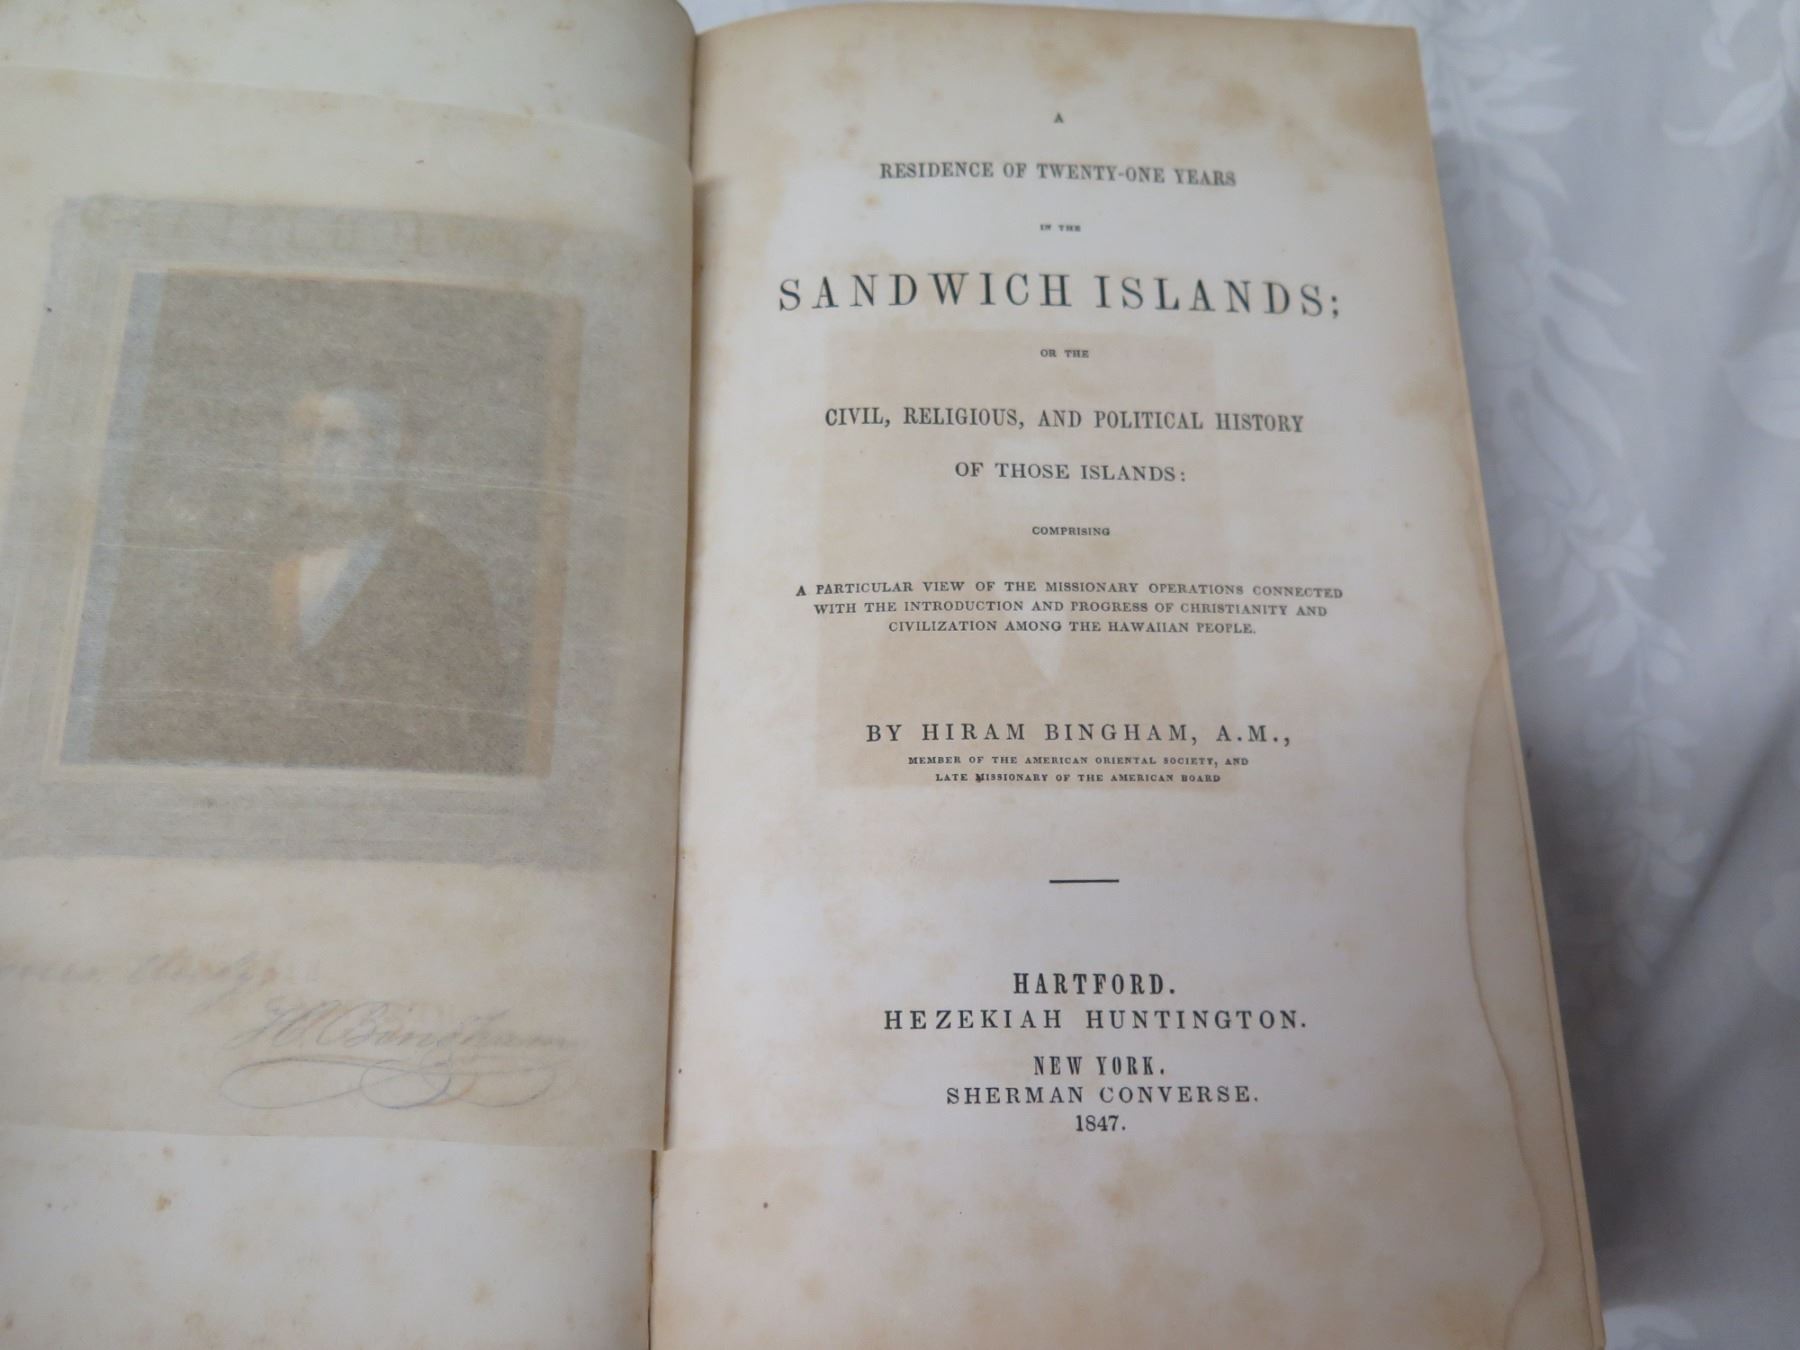 A
RESIDENCE OF TWENTY-ONE YEARS
IN THE
SANDWICH ISLANDS;
OR THE
CIVIL, RELIGIOUS, AND POLITICAL HISTORY
OF THOSE ISLANDS:
COMPRISING
A PARTICULAR VIEW OF THE MISSIONARY OPERATIONS CONNECTED
WITH THE INTRODUCTION AND PROGRESS OF CHRISTIANITY AND
CIVILIZATION AMONG THE HAWAIIAN PEOPLE.
BY HIRAM BINGHAM, A.M.,
MEMBER OF THE AMERICAN ORIENTAL SOCIETY, AND
LATE MISSIONARY OF THE AMERICAN BOARD
HARTFORD.
HEZEKIAH HUNTINGTON.
NEW YORK.
SHERMAN CONVERSE.
1847.
H. Bingham